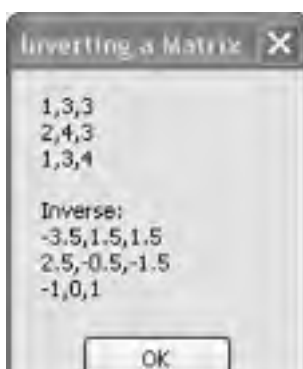 Inverting a Matrix
1,3,3
2,4,3
1,3,4
Inverse:
-3.5,1.5,1.5
2.5,-0.5,-1.5
-1,0,1
OK